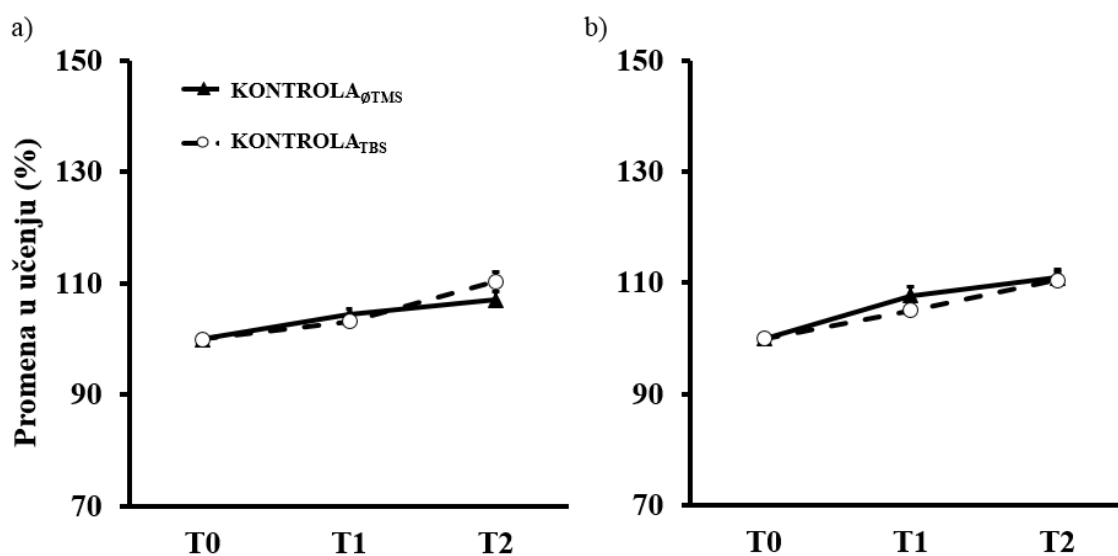 a)
150
130
110
90
70
Promena u učenju (%)
KONTROLAøTMS
KONTROLATBS
T0 T1 T2
b)
150
130
110
90
70
T0 T1 T2